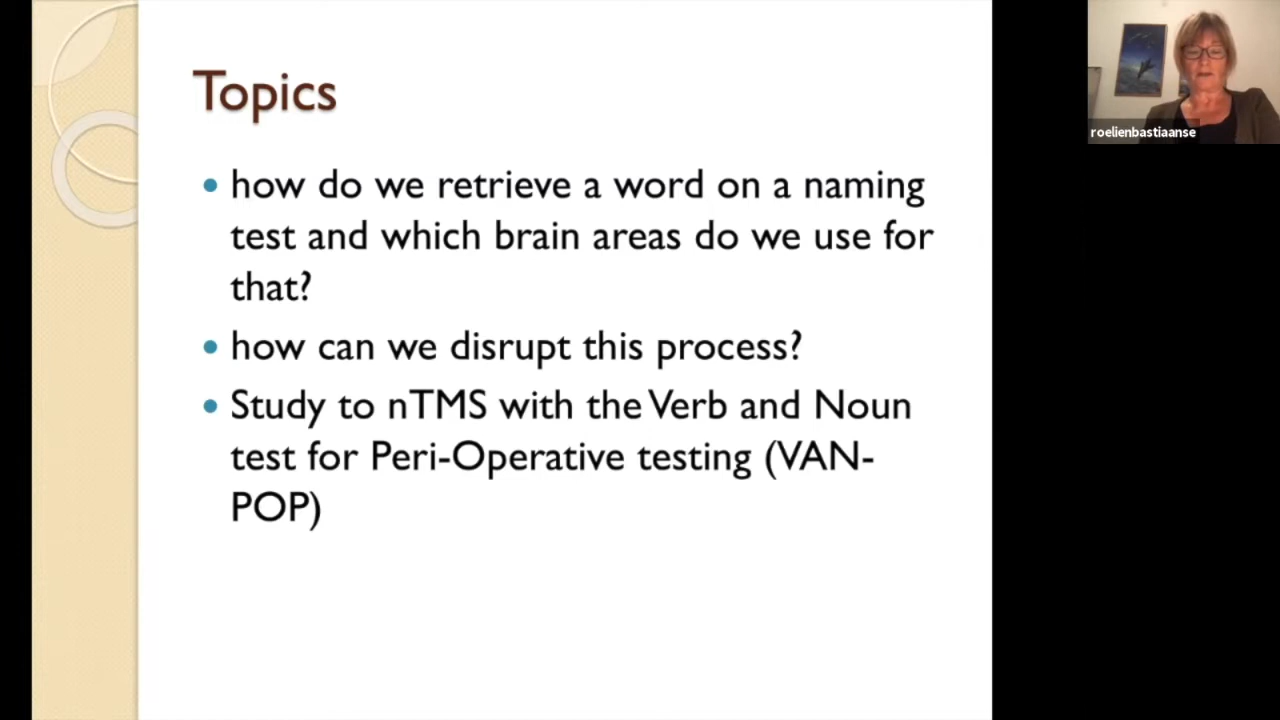 Topics
how do we retrieve a word on a naming
test and which brain areas do we use for
that?
how can we disrupt this process?
Study to nTMS with the Verb and Noun
test for Peri-Operative testing (VAN-
POP)
roelienbastiaanse